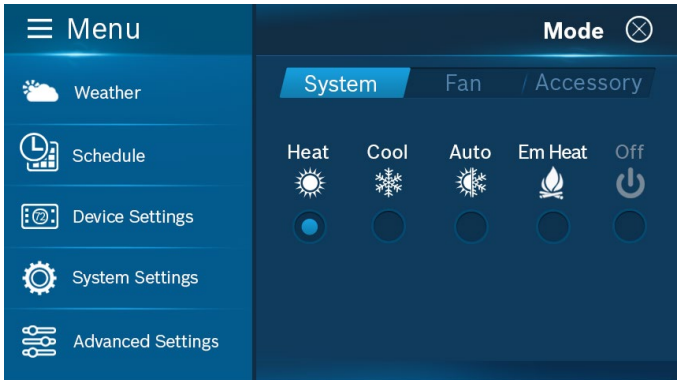 Menu
Mode
Weather
Schedule
72
Device Settings
System Settings
Advanced Settings
System Fan / Accessory
Heat Cool Auto Em Heat Off